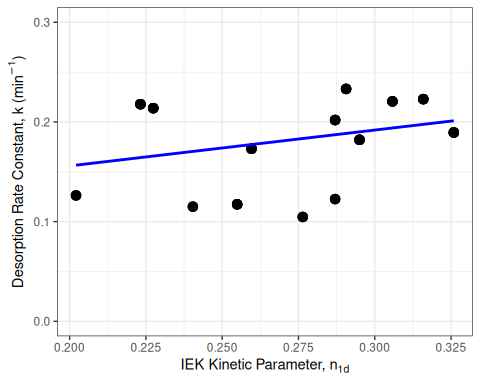 Desorption Rate Constant, k (min⁻¹)
0.3
0.2
0.1
0.0
0.200 0.225 0.250 0.275 0.300 0.325
IEK Kinetic Parameter, n₁d